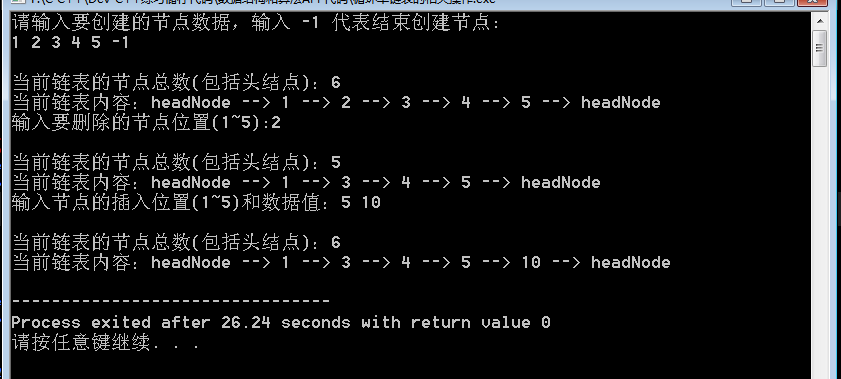 请输入要创建的节点数据，输入 -1 代表结束创建节点：
1 2 3 4 5 -1
当前链表的节点总数(包括头结点)：6
当前链表内容：headNode --> 1 --> 2 --> 3 --> 4 --> 5 --> headNode
输入要删除的节点位置(1~5):2
当前链表的节点总数(包括头结点)：5
当前链表内容：headNode --> 1 --> 3 --> 4 --> 5 --> headNode
输入节点的插入位置(1~5)和数据值：5 10
当前链表的节点总数(包括头结点)：6
当前链表内容：headNode --> 1 --> 3 --> 4 --> 5 --> 10 --> headNode
--------------------------------
Process exited after 26.24 seconds with return value 0
请按任意键继续. . .